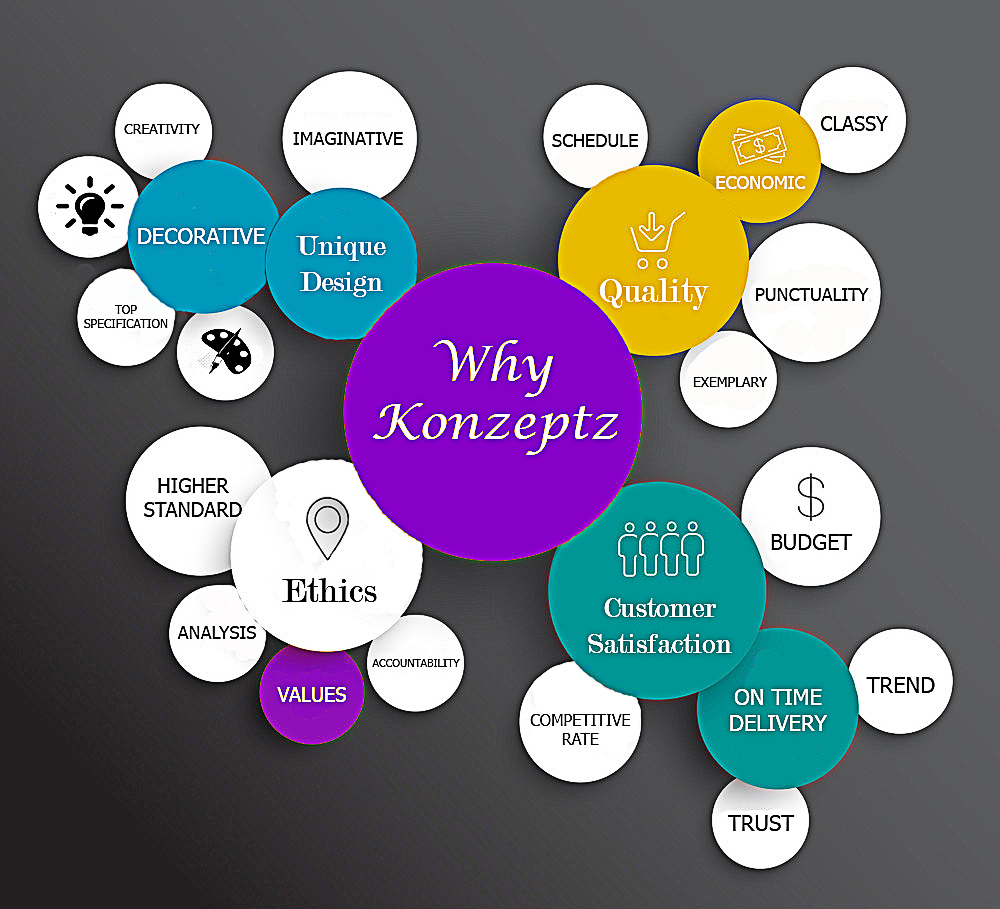 Why
Konzeptz
CREATIVITY
IMAGINATIVE
DECORATIVE
Unique
Design
TOP
SPECIFICATION
SCHEDULE
$
ECONOMIC
CLASSY
Quality
PUNCTUALITY
EXEMPLARY
HIGHER
STANDARD
Ethics
ANALYSIS
VALUES
ACCOUNTABILITY
$
BUDGET
Customer
Satisfaction
COMPETITIVE
RATE
ON TIME
DELIVERY
TREND
TRUST